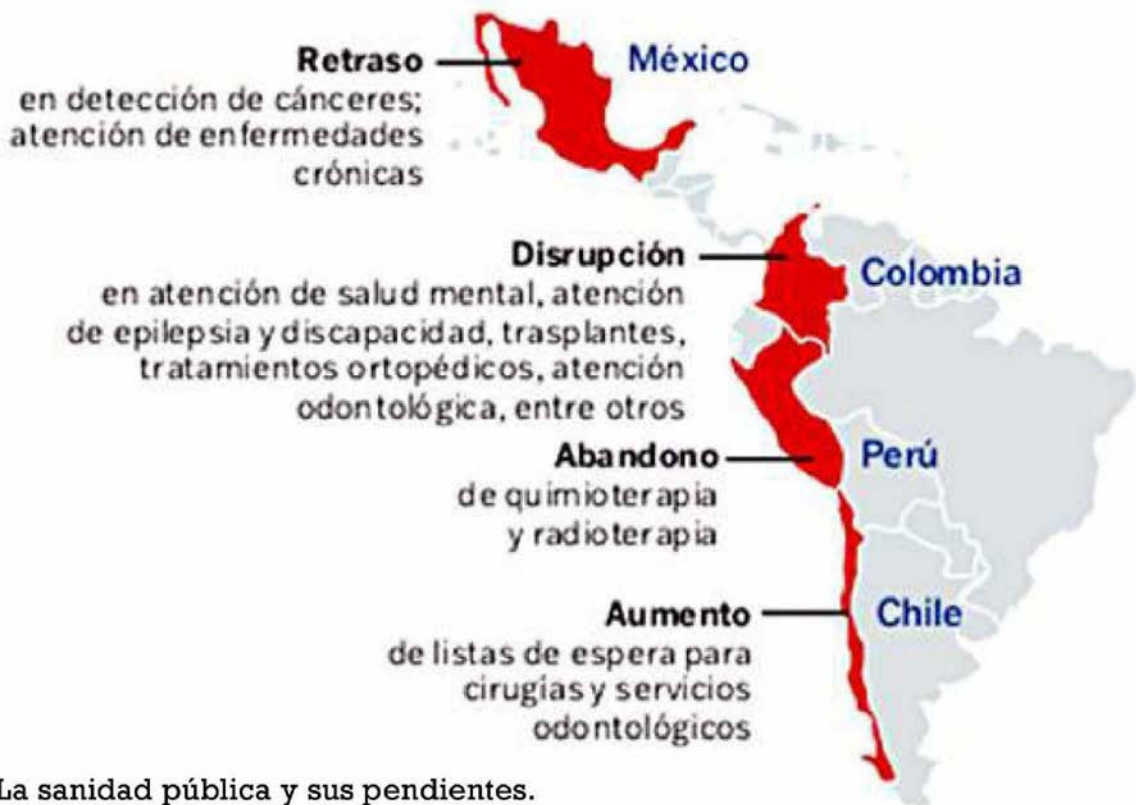 Retraso
en detección de cánceres;
atención de enfermedades
crónicas
México
Disrupción
en atención de salud mental, atención
de epilepsia y discapacidad, trasplantes,
tratamientos ortopédicos, atención
odontológica, entre otros
Colombia
Abandono
de quimioterapia
y radioterapia
Perú
Aumento
de listas de espera para
cirugías y servicios
odontológicos
Chile
La sanidad pública y sus pendientes.